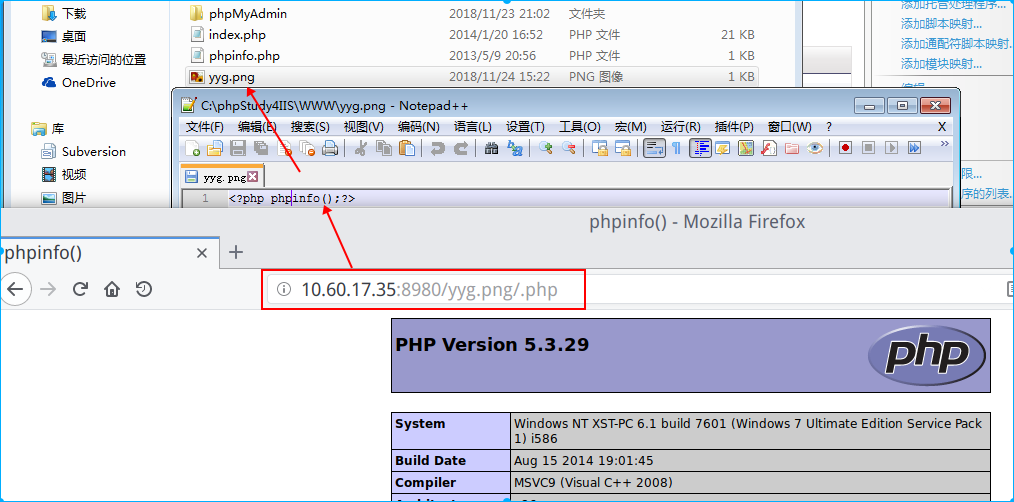 下载
桌面
最近访问的位置
OneDrive
库
Subversion
视频
图片
phpMyAdmin 2018/11/23 21:02 文件夹
index.php 2014/1/20 16:52 PHP 文件 21 KB
phpinfo.php 2013/5/9 20:56 PHP 文件 1 KB
yyg.png 2018/11/24 15:22 PNG 图像 1 KB
添加托管处理程序...
添加脚本映射...
添加通配符脚本映射...
添加模块映射...
编辑...
限...
序的列表...
C:\phpStudy4IIS\WWW\yyg.png - Notepad++
文件(F) 编辑(E) 搜索(S) 视图(V) 编码(N) 语言(L) 设置(T) 工具(O) 宏(M) 运行(R) 插件(P) 窗口(W) ? X
yyg.png
1 <?php phpinfo();?>
phpinfo() - Mozilla Firefox
phpinfo()
10.60.17.35:8980/yyg.png/.php
PHP Version 5.3.29
php
System Windows NT XST-PC 6.1 build 7601 (Windows 7 Ultimate Edition Service Pack
1) i586
Build Date Aug 15 2014 19:01:45
Compiler MSVC9 (Visual C++ 2008)